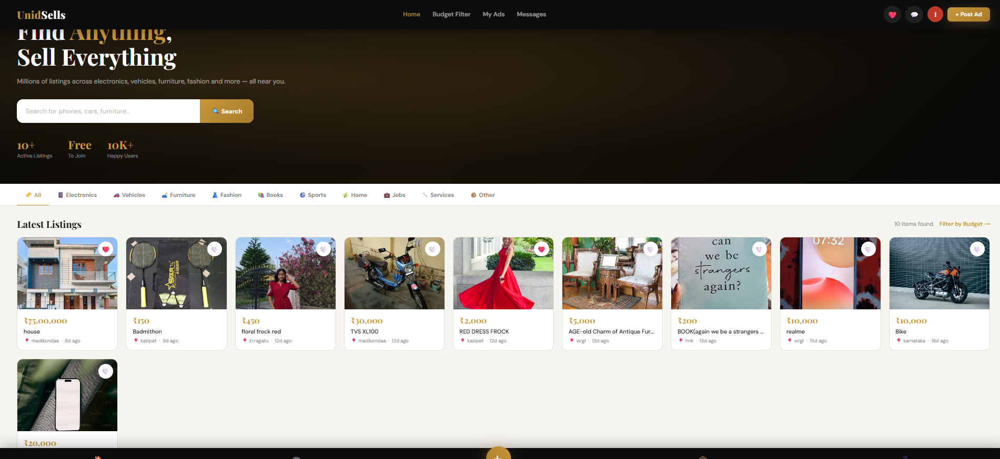 UnidSells
Home
Budget Filter
My Ads
Messages
1
+ Post Ad
Find Anything,
Sell Everything
Millions of listings across electronics, vehicles, furniture, fashion and more — all near you.
Search for phones, cars, furniture...
Search
10+
Active Listings
Free
To Join
10K+
Happy Users
All
Electronics
Vehicles
Furniture
Fashion
Books
Sports
Home
Jobs
Services
Other
Latest Listings
10 items found
Filter by Budget →
₹75,00,000
house
madikondaa · 8d ago
STAR
KIDOO
₹150
Badmithon
kazipet · 8d ago
₹450
floral frock red
Erragatu · 12d ago
₹30,000
TVS XL100
madikondaa · 12d ago
₹2,000
RED DRESS FROCK
kazipet · 12d ago
₹5,000
AGE-old Charm of Antique Fur...
wrgl · 13d ago
can
we be
strangers
again?
₹200
BOOK(again we be a strangers ...
hnk · 13d ago
07:32
₹10,000
realme
wrgl · 15d ago
₹10,000
Bike
karnataka · 18d ago
₹20,000
+